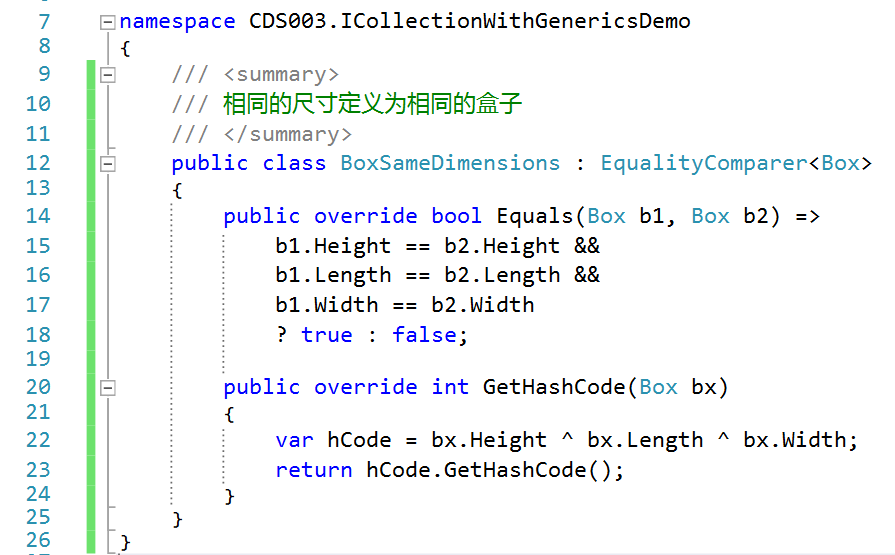 7 namespace CDS003.ICollectionWithGenericsDemo
8 {
9 /// <summary>
10 /// 相同的尺寸定义为相同的盒子
11 /// </summary>
12 public class BoxSameDimensions : EqualityComparer<Box>
13 {
14 public override bool Equals(Box b1, Box b2) =>
15 b1.Height == b2.Height &&
16 b1.Length == b2.Length &&
17 b1.Width == b2.Width
18 ? true : false;
19
20 public override int GetHashCode(Box bx)
21 {
22 var hCode = bx.Height ^ bx.Length ^ bx.Width;
23 return hCode.GetHashCode();
24 }
25 }
26 }